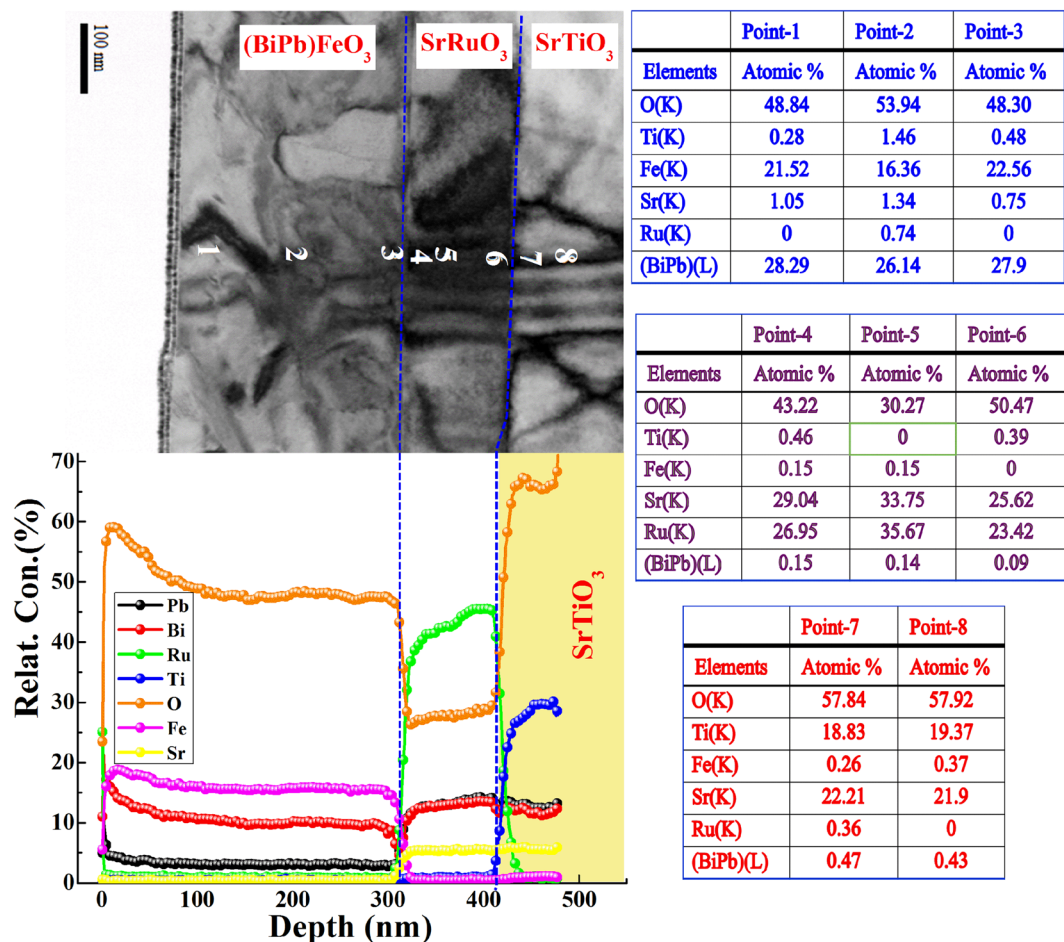 100 nm
(BiPb)FeO3
SrRuO3
SrTiO3
1 2 3 4 5 6 7 8
Point-1 Point-2 Point-3
Elements Atomic % Atomic % Atomic %
O(K) 48.84 53.94 48.30
Ti(K) 0.28 1.46 0.48
Fe(K) 21.52 16.36 22.56
Sr(K) 1.05 1.34 0.75
Ru(K) 0 0.74 0
(BiPb)(L) 28.29 26.14 27.9
Point-4 Point-5 Point-6
Elements Atomic % Atomic % Atomic %
O(K) 43.22 30.27 50.47
Ti(K) 0.46 0 0.39
Fe(K) 0.15 0.15 0
Sr(K) 29.04 33.75 25.62
Ru(K) 26.95 35.67 23.42
(BiPb)(L) 0.15 0.14 0.09
Point-7 Point-8
Elements Atomic % Atomic %
O(K) 57.84 57.92
Ti(K) 18.83 19.37
Fe(K) 0.26 0.37
Sr(K) 22.21 21.9
Ru(K) 0.36 0
(BiPb)(L) 0.47 0.43
Relat. Con.(%)
70
60
50
40
30
20
10
0
Pb
Bi
Ru
Ti
O
Fe
Sr
SrTiO3
0 100 200 300 400 500
Depth (nm)